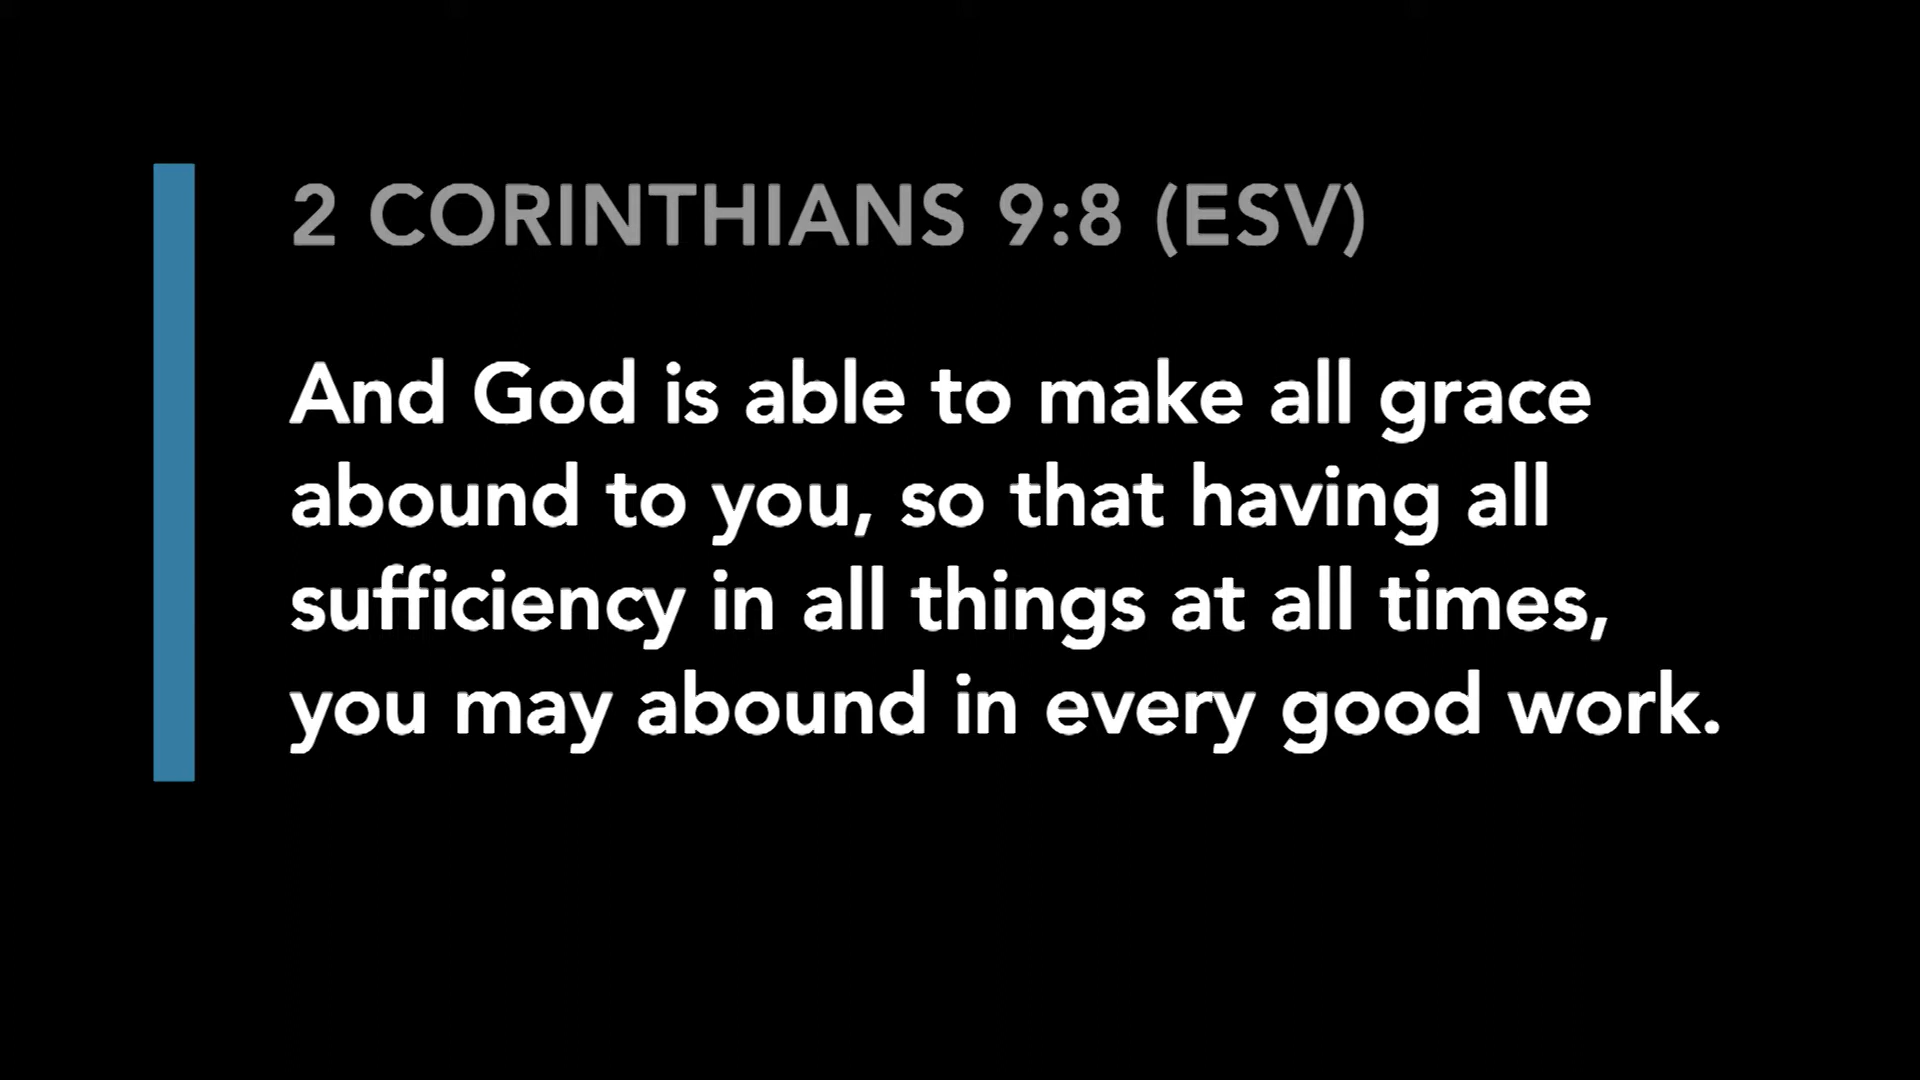 2 CORINTHIANS 9:8 (ESV)
And God is able to make all grace
abound to you, so that having all
sufficiency in all things at all times,
you may abound in every good work.